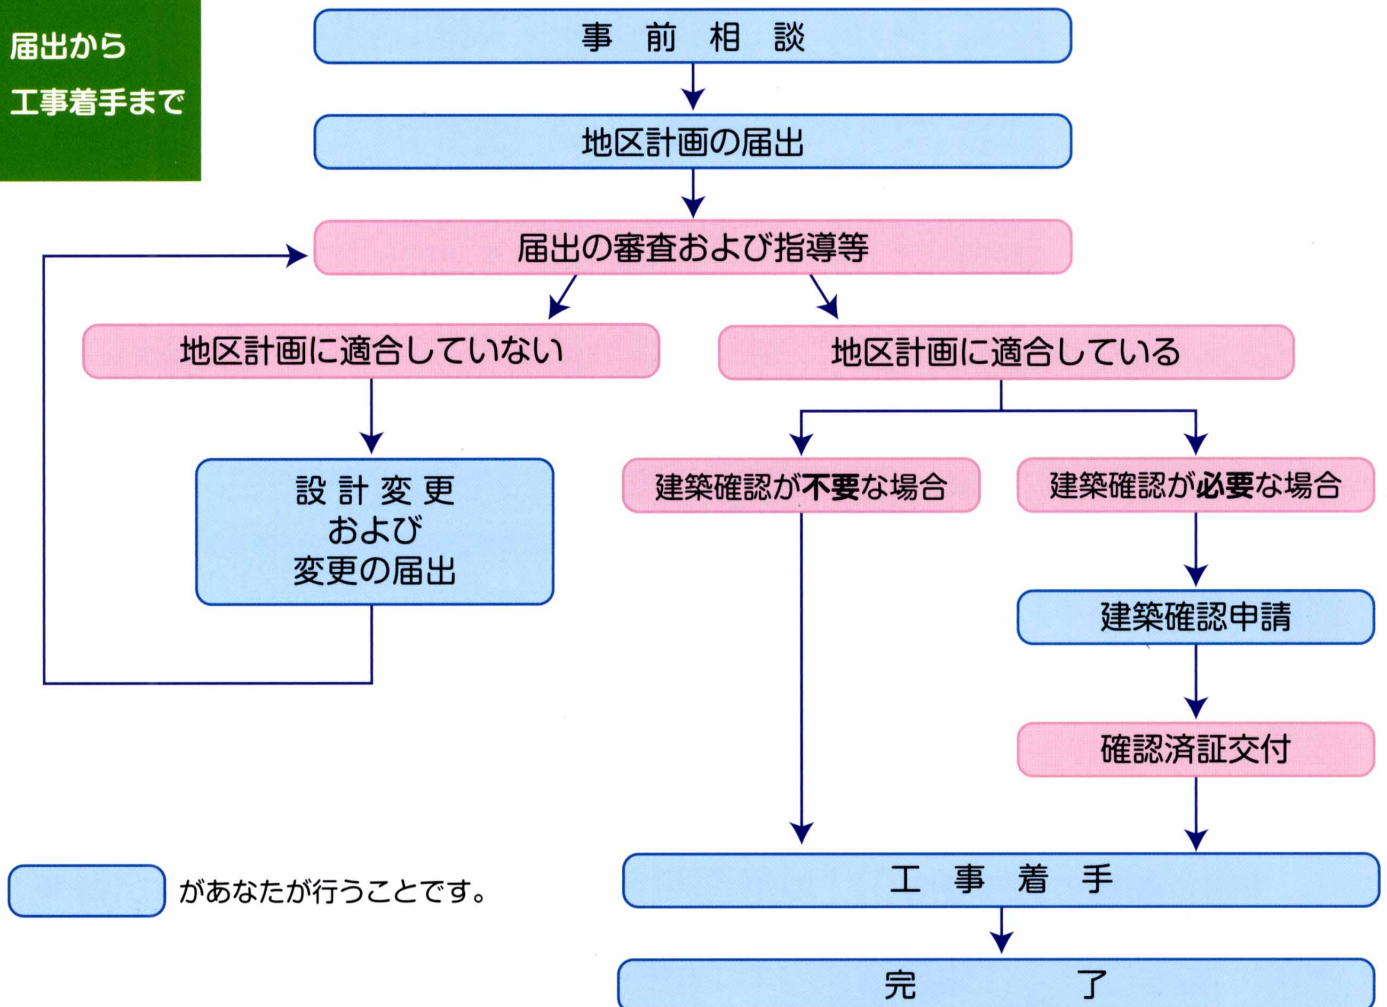 届出から
工事着手まで
事前相談
地区計画の届出
届出の審査および指導等
地区計画に適合していない
地区計画に適合している
設計変更
および
変更の届出
建築確認が不要な場合
建築確認が必要な場合
建築確認申請
確認済証交付
工事着手
完了
があなたが行うことです。